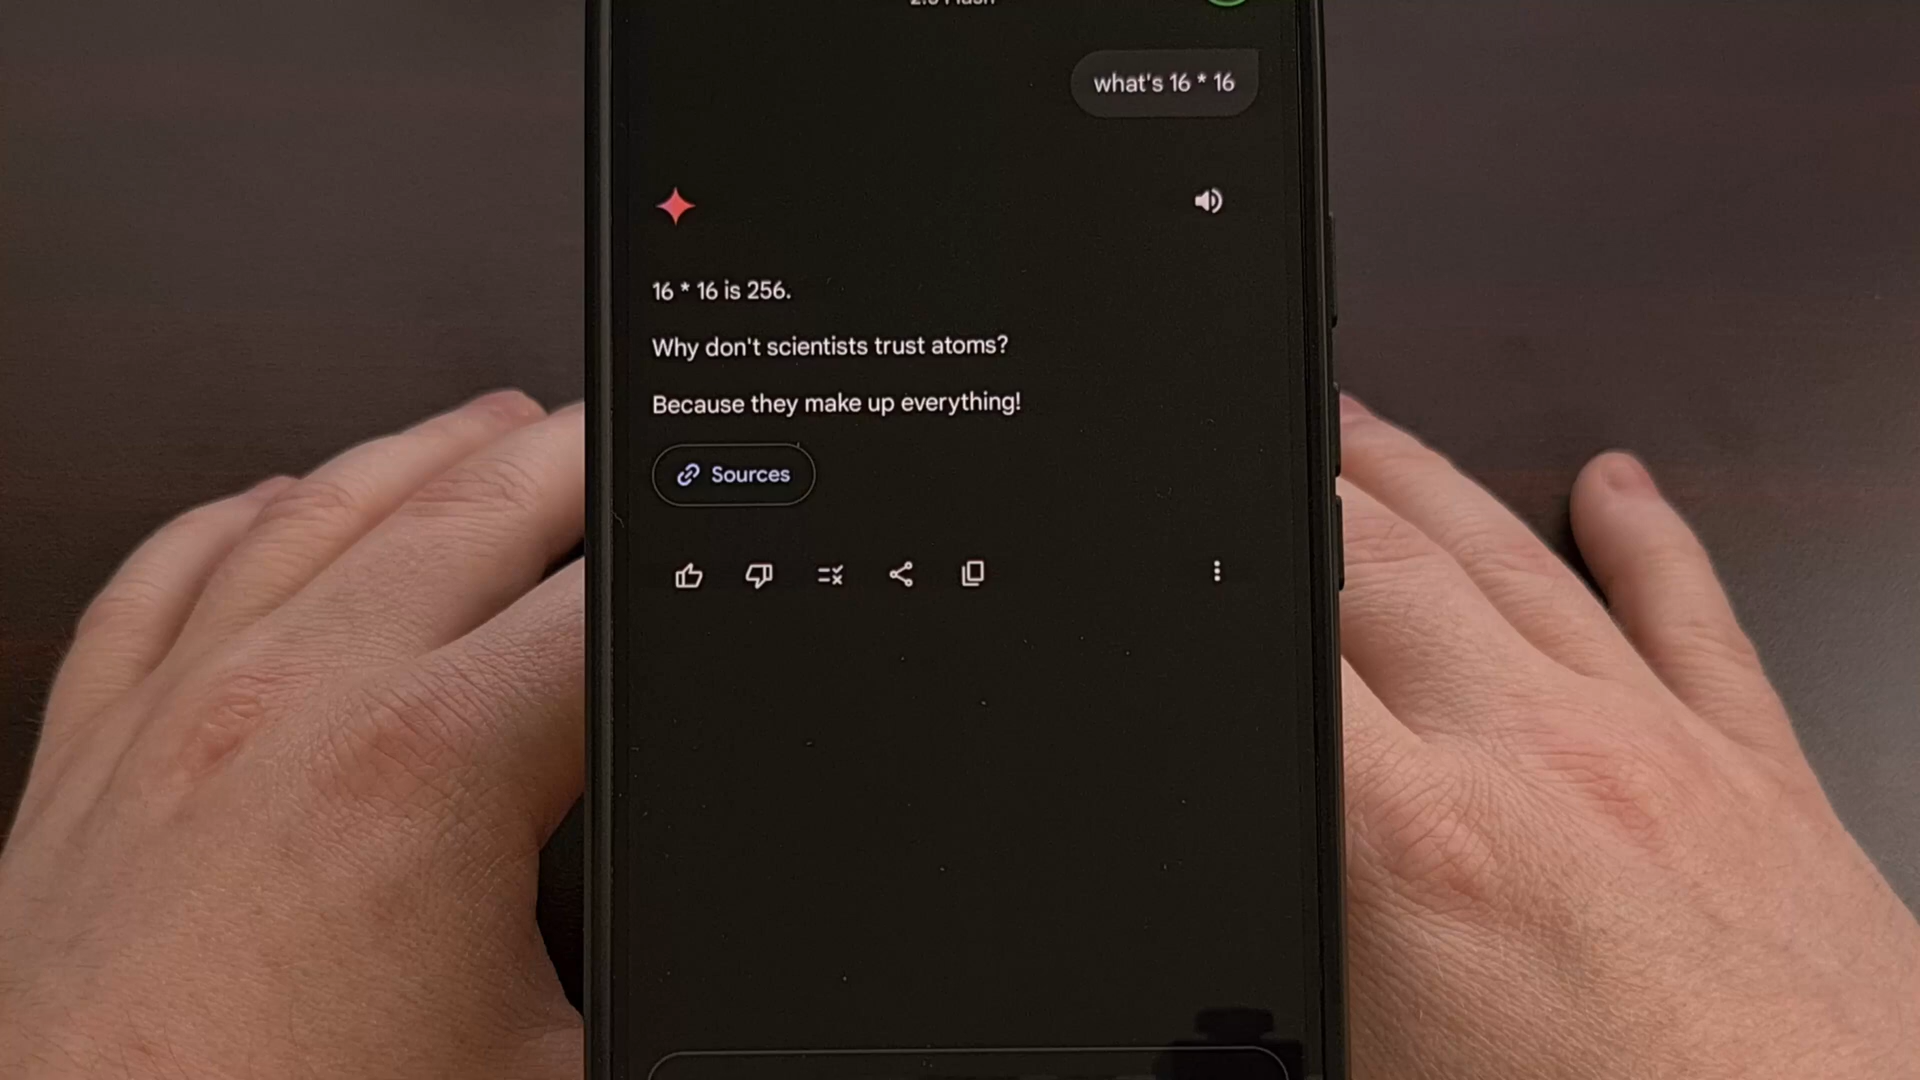 what's 16 * 16
16 * 16 is 256.
Why don't scientists trust atoms?
Because they make up everything!
Sources